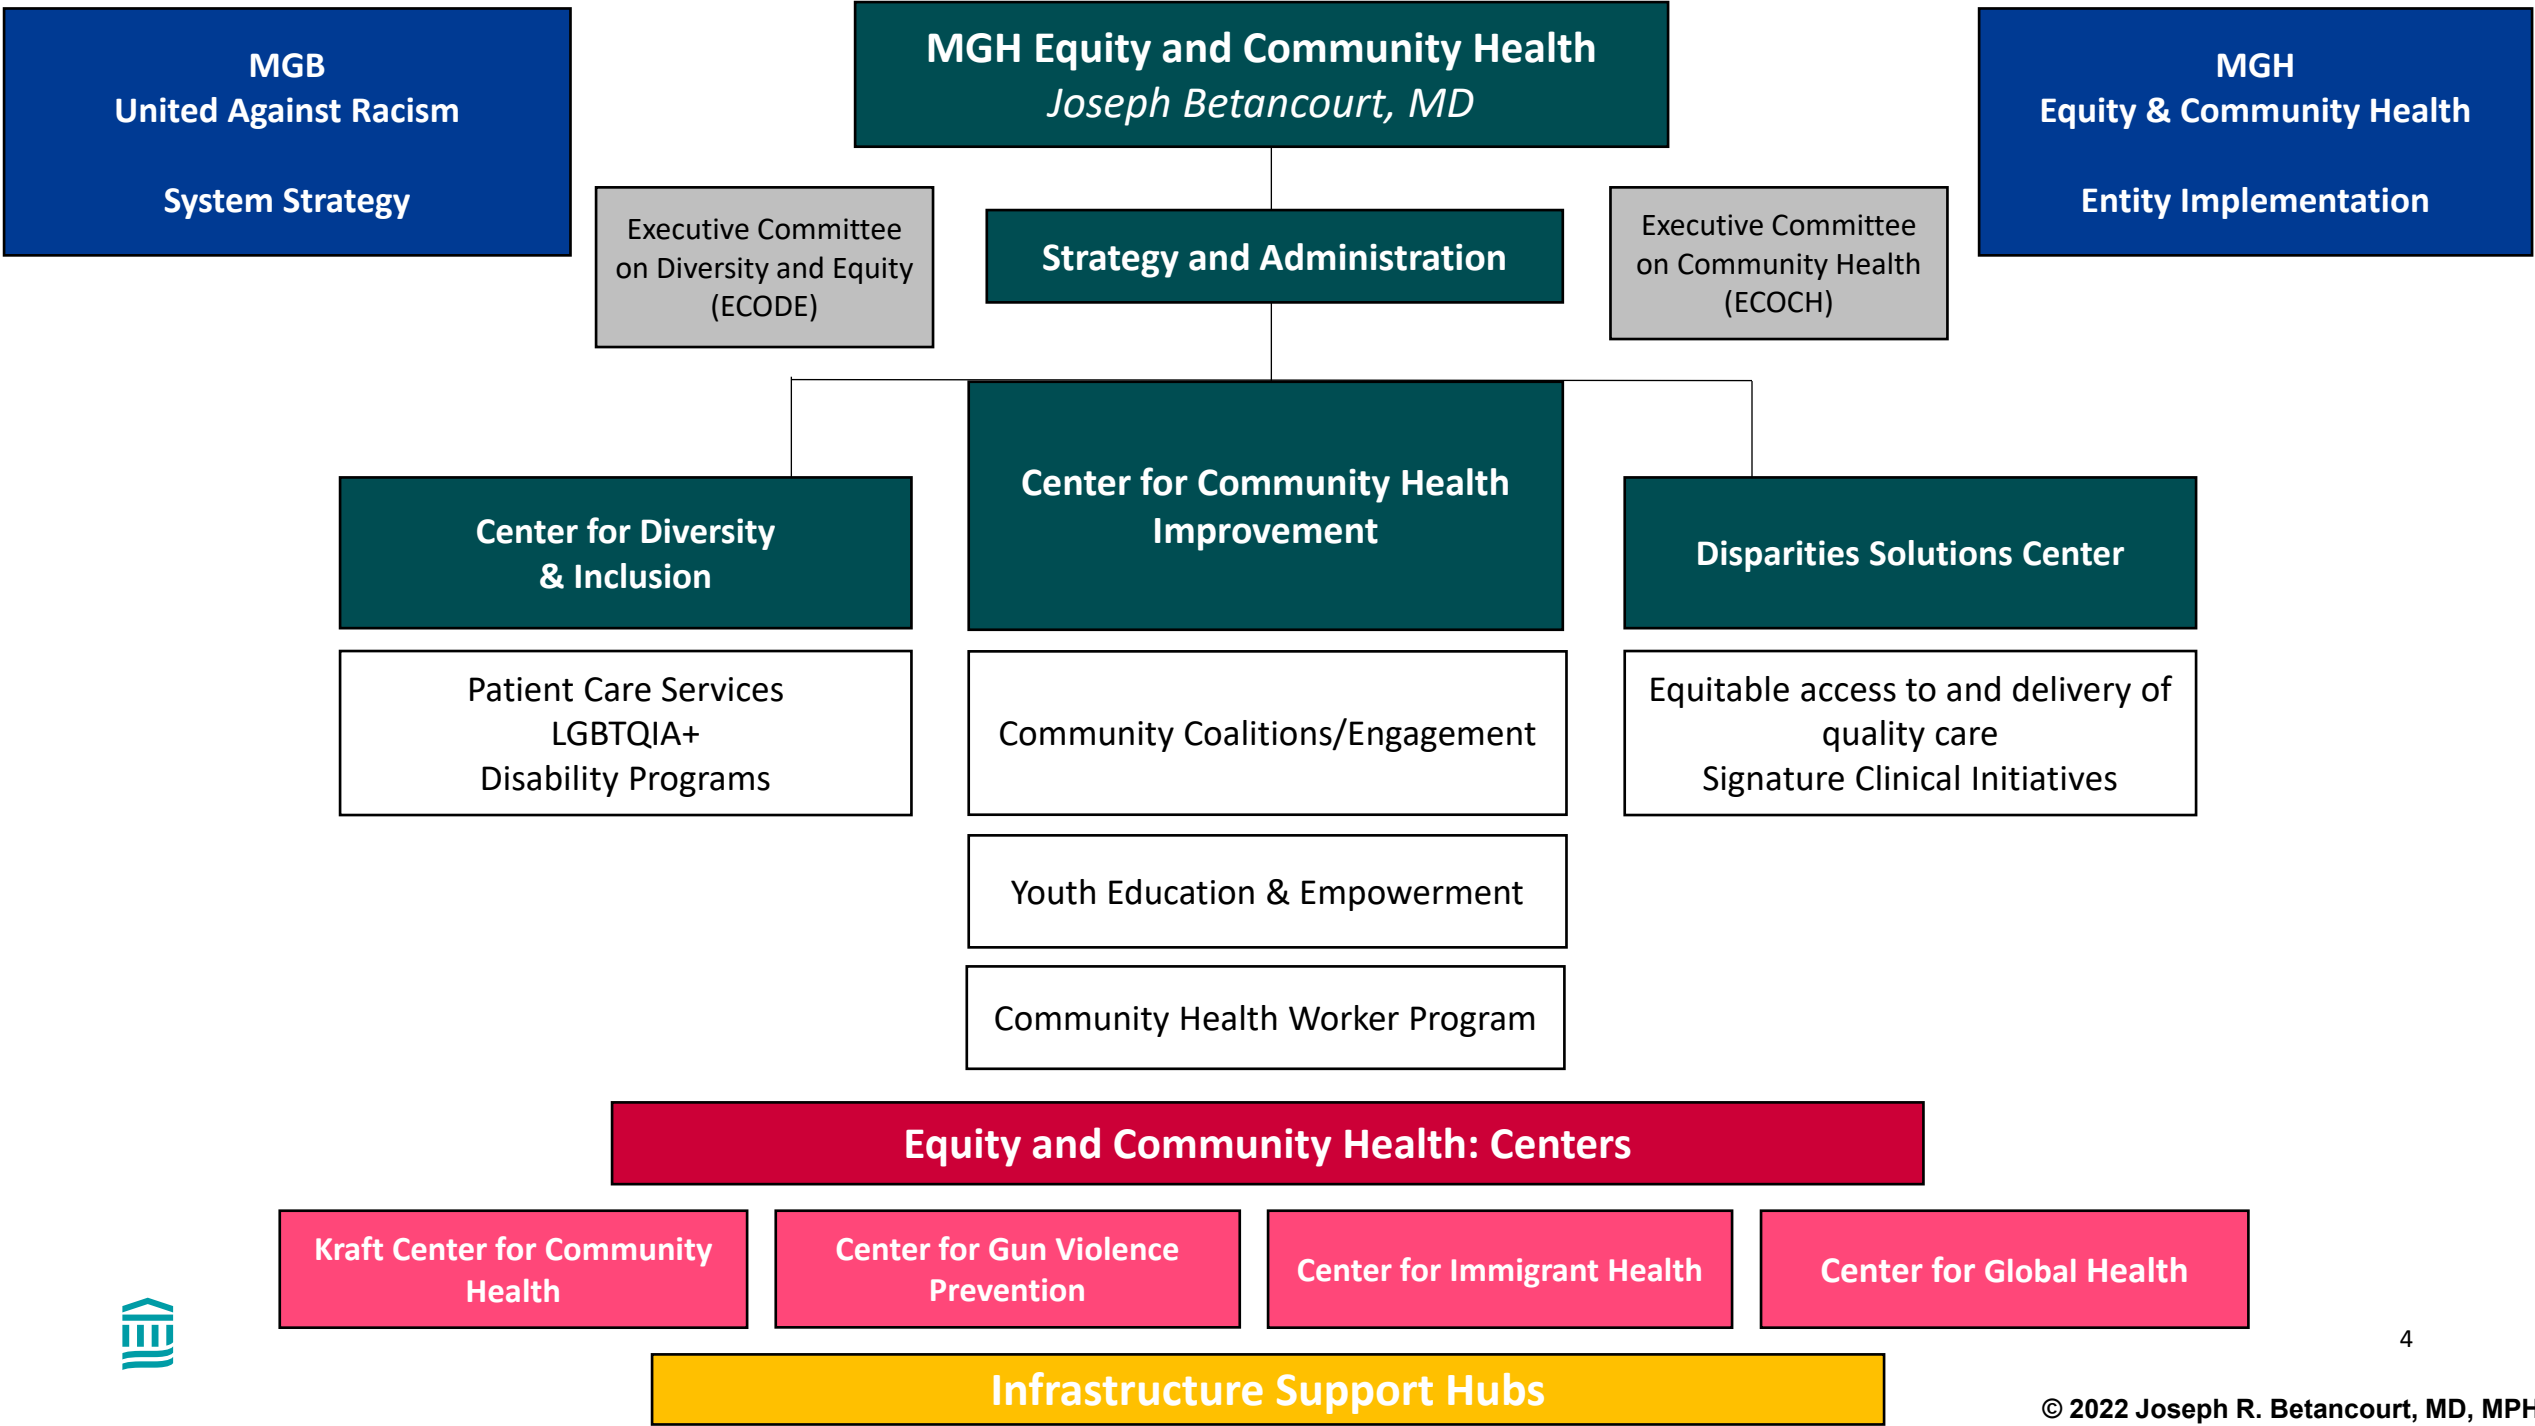 MGB
United Against Racism
System Strategy
MGH Equity and Community Health
Joseph Betancourt, MD
MGH
Equity & Community Health
Entity Implementation
Executive Committee
on Diversity and Equity
(ECODE)
Strategy and Administration
Executive Committee
on Community Health
(ECOCH)
Center for Diversity
& Inclusion
Center for Community Health
Improvement
Disparities Solutions Center
Patient Care Services
LGBTQIA+
Disability Programs
Community Coalitions/Engagement
Equitable access to and delivery of
quality care
Signature Clinical Initiatives
Youth Education & Empowerment
Community Health Worker Program
Equity and Community Health: Centers
Kraft Center for Community
Health
Center for Gun Violence
Prevention
Center for Immigrant Health
Center for Global Health
4
Infrastructure Support Hubs
© 2022 Joseph R. Betancourt, MD, MPH